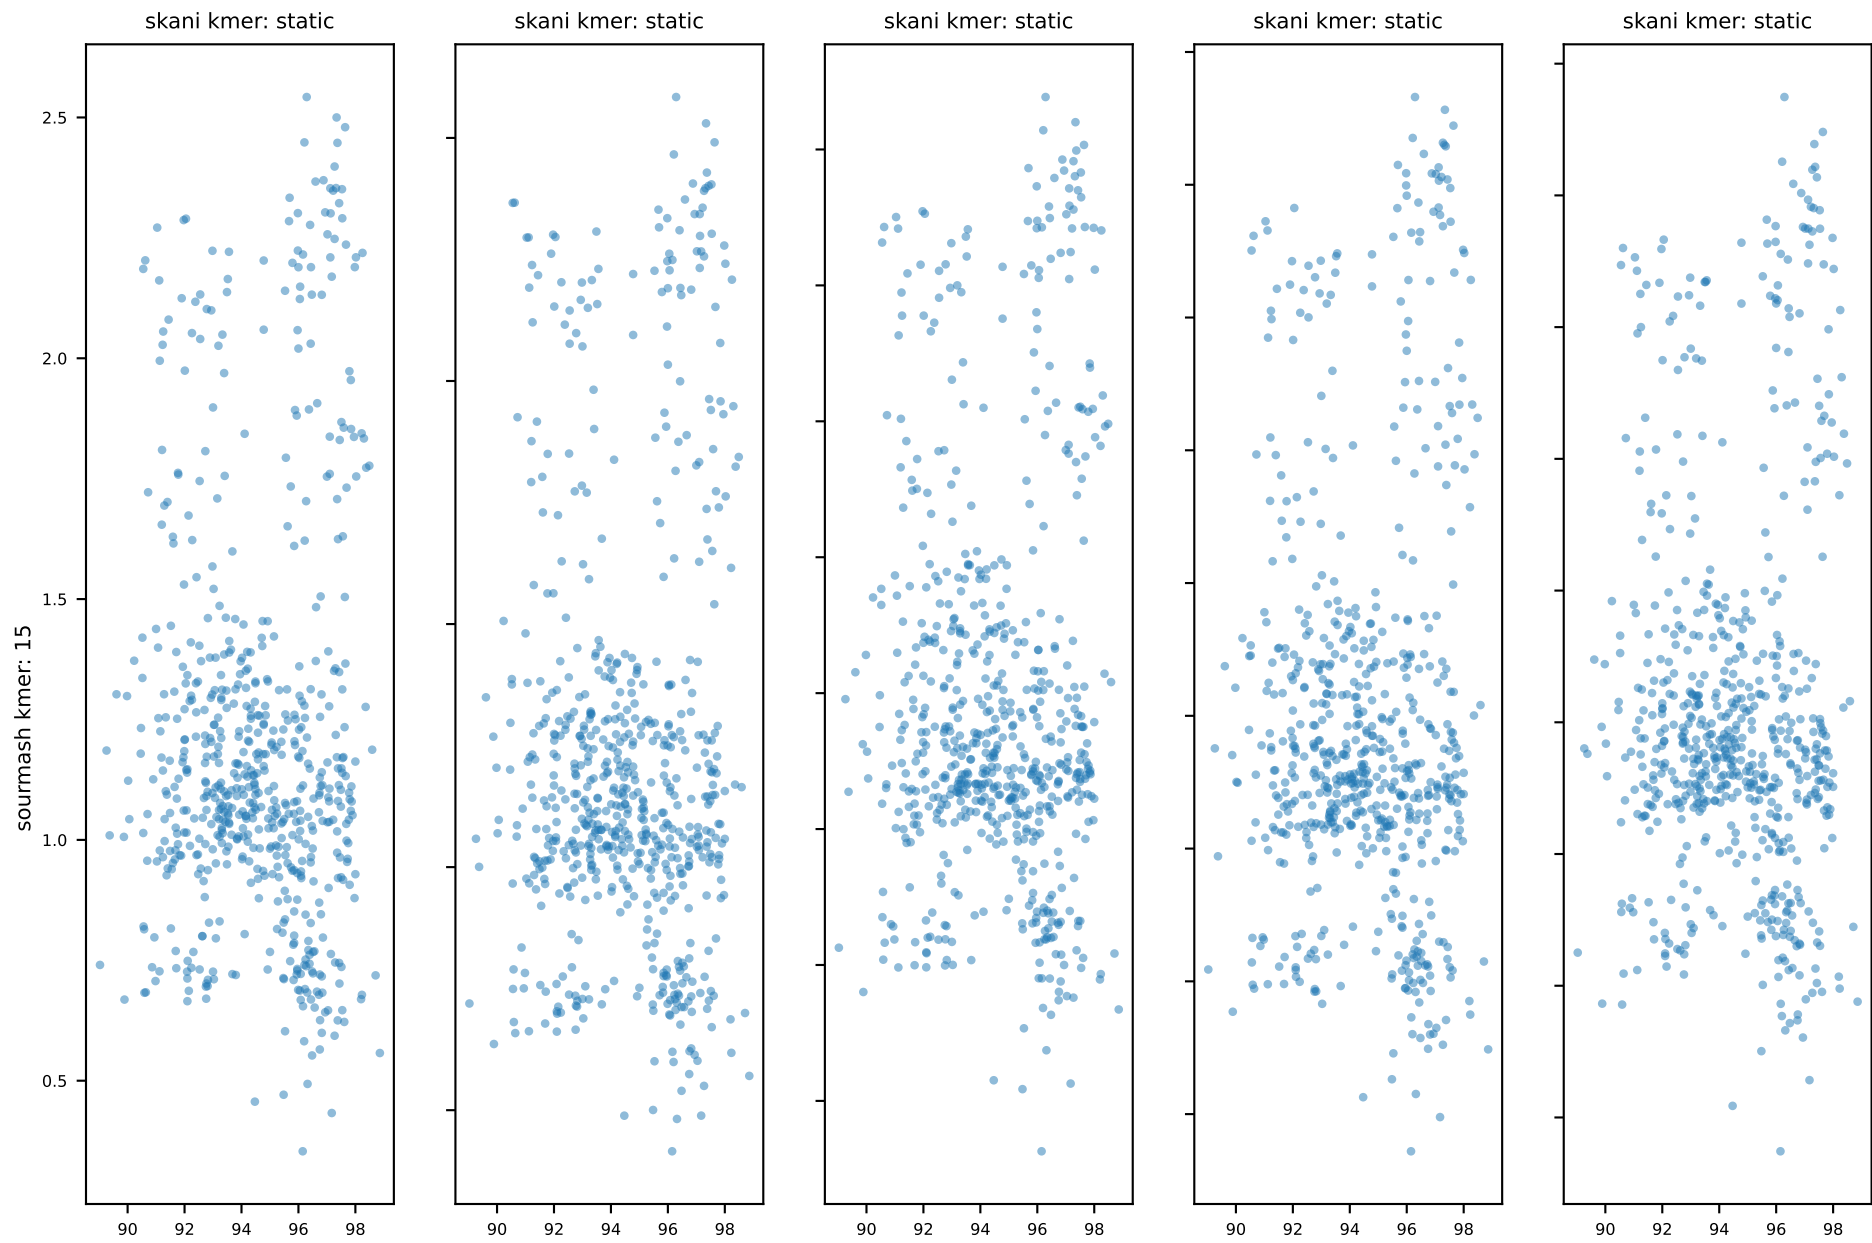 skani kmer: static skani kmer: static skani kmer: static skani kmer: static skani kmer: static
2.5
2.0
1.5
1.0
0.5
sourmash kmer: 15
90 92 94 96 98 90 92 94 96 98 90 92 94 96 98 90 92 94 96 98 90 92 94 96 98